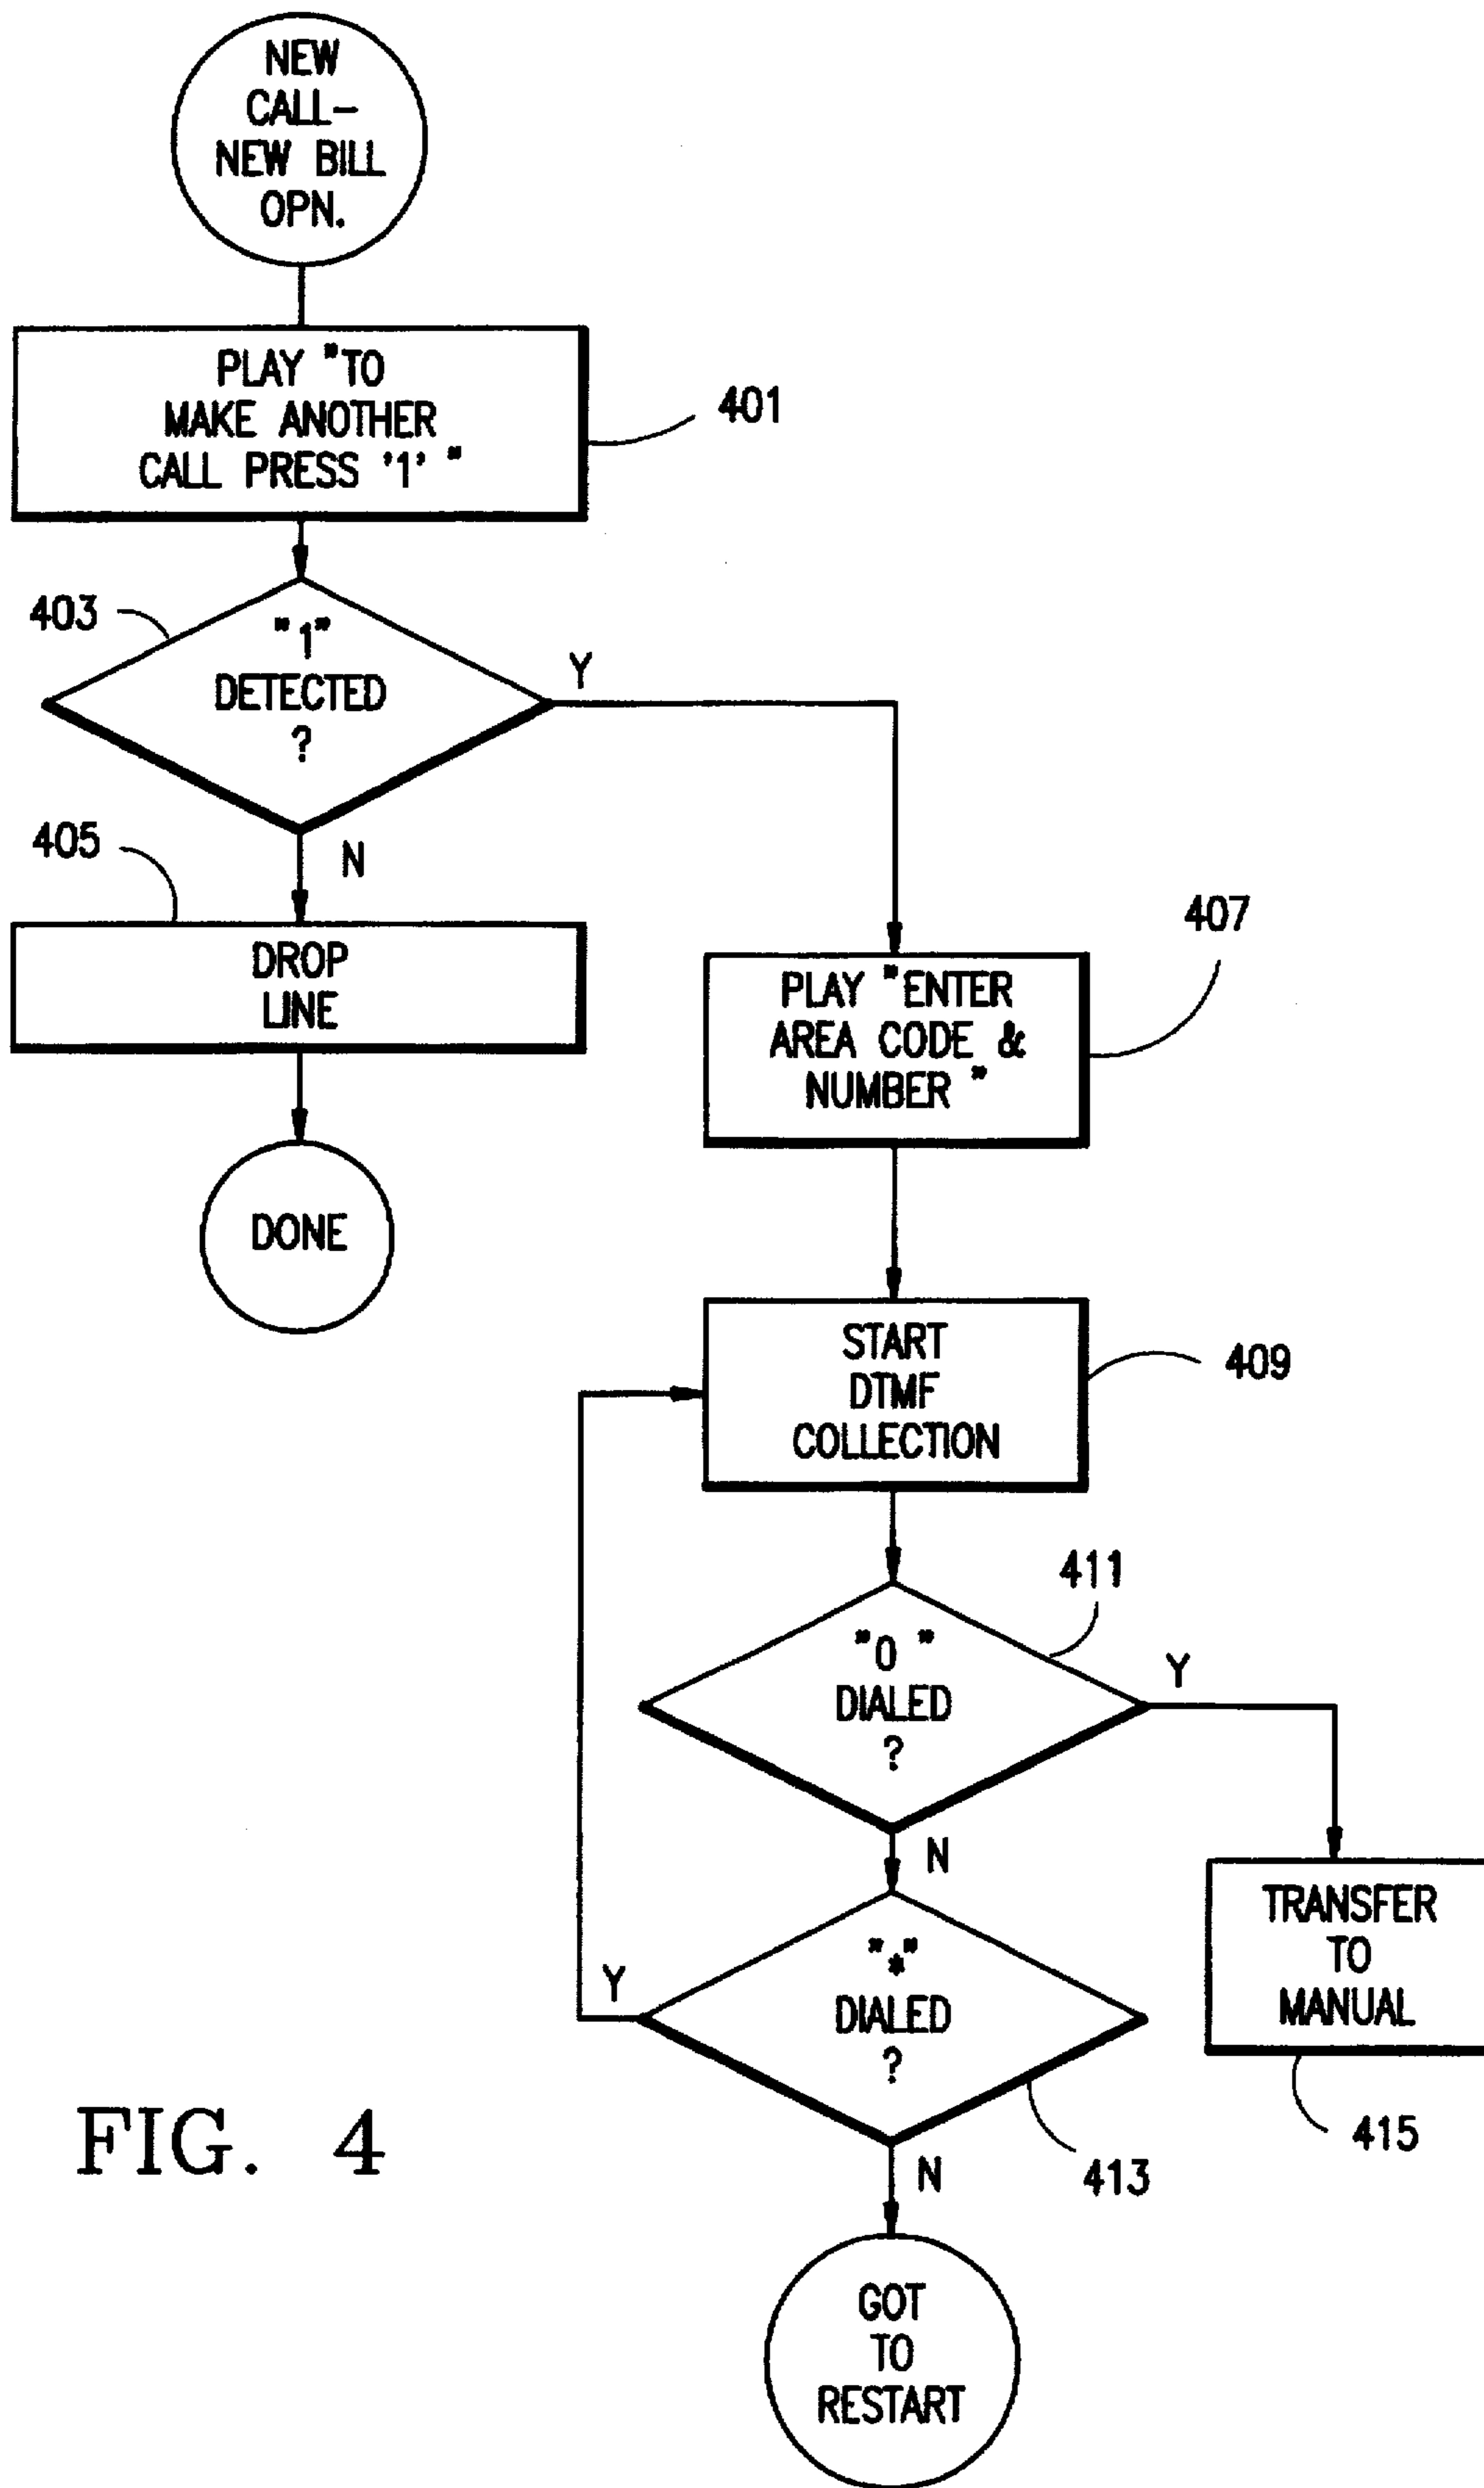 NEW
CALL-
NEW BILL
OPN.
PLAY "TO
MAKE ANOTHER
CALL PRESS '1' "
401
403
"1"
DETECTED
?
Y
N
405
DROP
LINE
DONE
407
PLAY "ENTER
AREA CODE &
NUMBER "
START
DTMF
COLLECTION
409
411
"0 "
DIALED
?
Y
N
TRANSFER
TO
MANUAL
415
"*"
DIALED
?
Y
413
N
GOT
TO
RESTART
FIG. 4